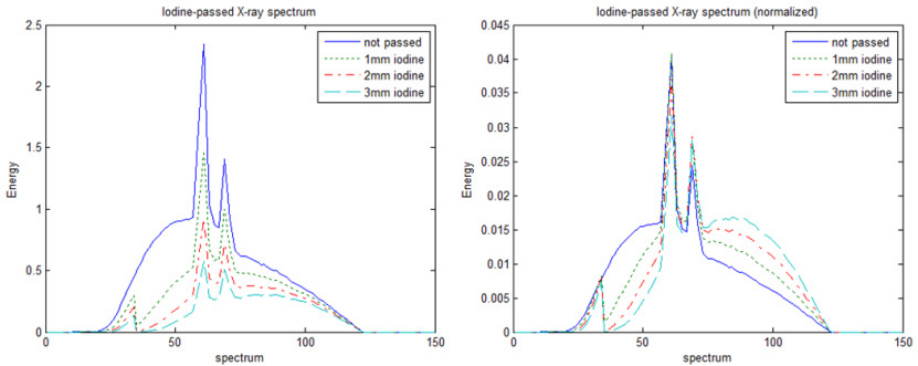 Iodine-passed X-ray spectrum
2.5
2
1.5
1
0.5
0
0
50
100
150
Energy
spectrum
not passed
1mm iodine
2mm iodine
3mm iodine
Iodine-passed X-ray spectrum (normalized)
0.045
0.04
0.035
0.03
0.025
0.02
0.015
0.01
0.005
0
0
50
100
150
Energy
spectrum
not passed
1mm iodine
2mm iodine
3mm iodine